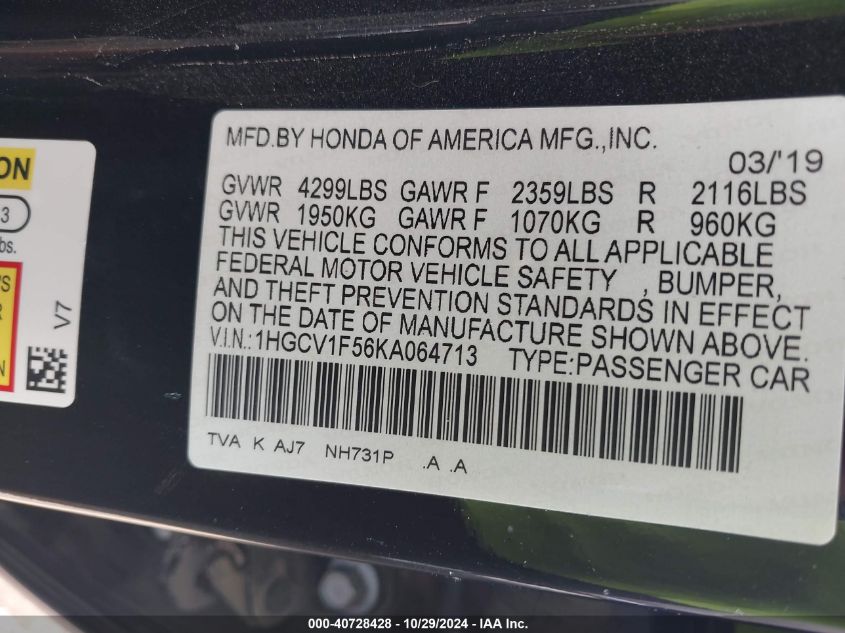 ON
3
bs.
'S
R
N
V7
MFD.BY HONDA OF AMERICA MFG.,INC.
03/'19
GVWR 4299LBS GAWR F 2359LBS R 2116LBS
GVWR 1950KG GAWR F 1070KG R 960KG
THIS VEHICLE CONFORMS TO ALL APPLICABLE
FEDERAL MOTOR VEHICLE SAFETY , BUMPER,
AND THEFT PREVENTION STANDARDS IN EFFECT
ON THE DATE OF MANUFACTURE SHOWN ABOVE.
V.I.N.:1HGCV1F56KA064713 TYPE:PASSENGER CAR
TVA K AJ7 NH731P .A .A
000-40728428 - 10/29/2024 - IAA Inc.